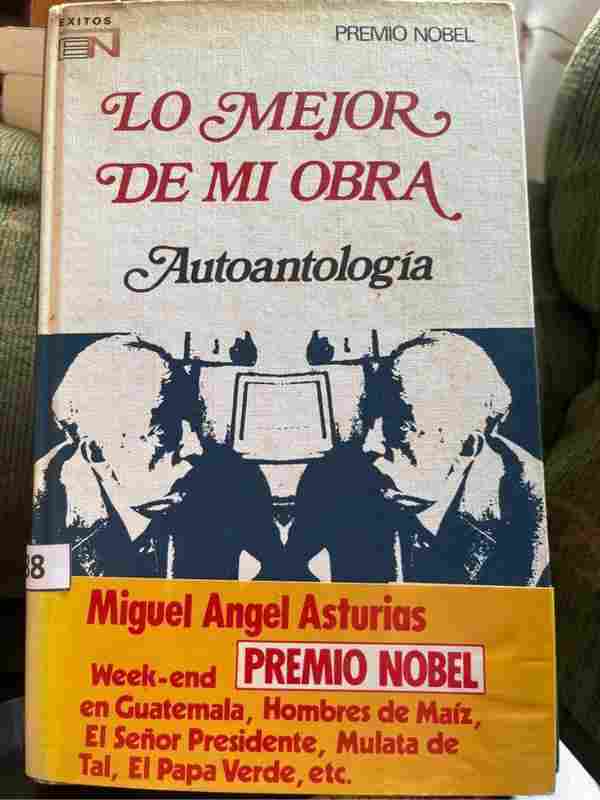 EXITOS
EN
PREMIO NOBEL
LO MEJOR
DE MI OBRA
Autoantología
38
Miguel Angel Asturias
Week-end PREMIO NOBEL
en Guatemala, Hombres de Maíz,
El Señor Presidente, Mulata de
Tal, El Papa Verde, etc.